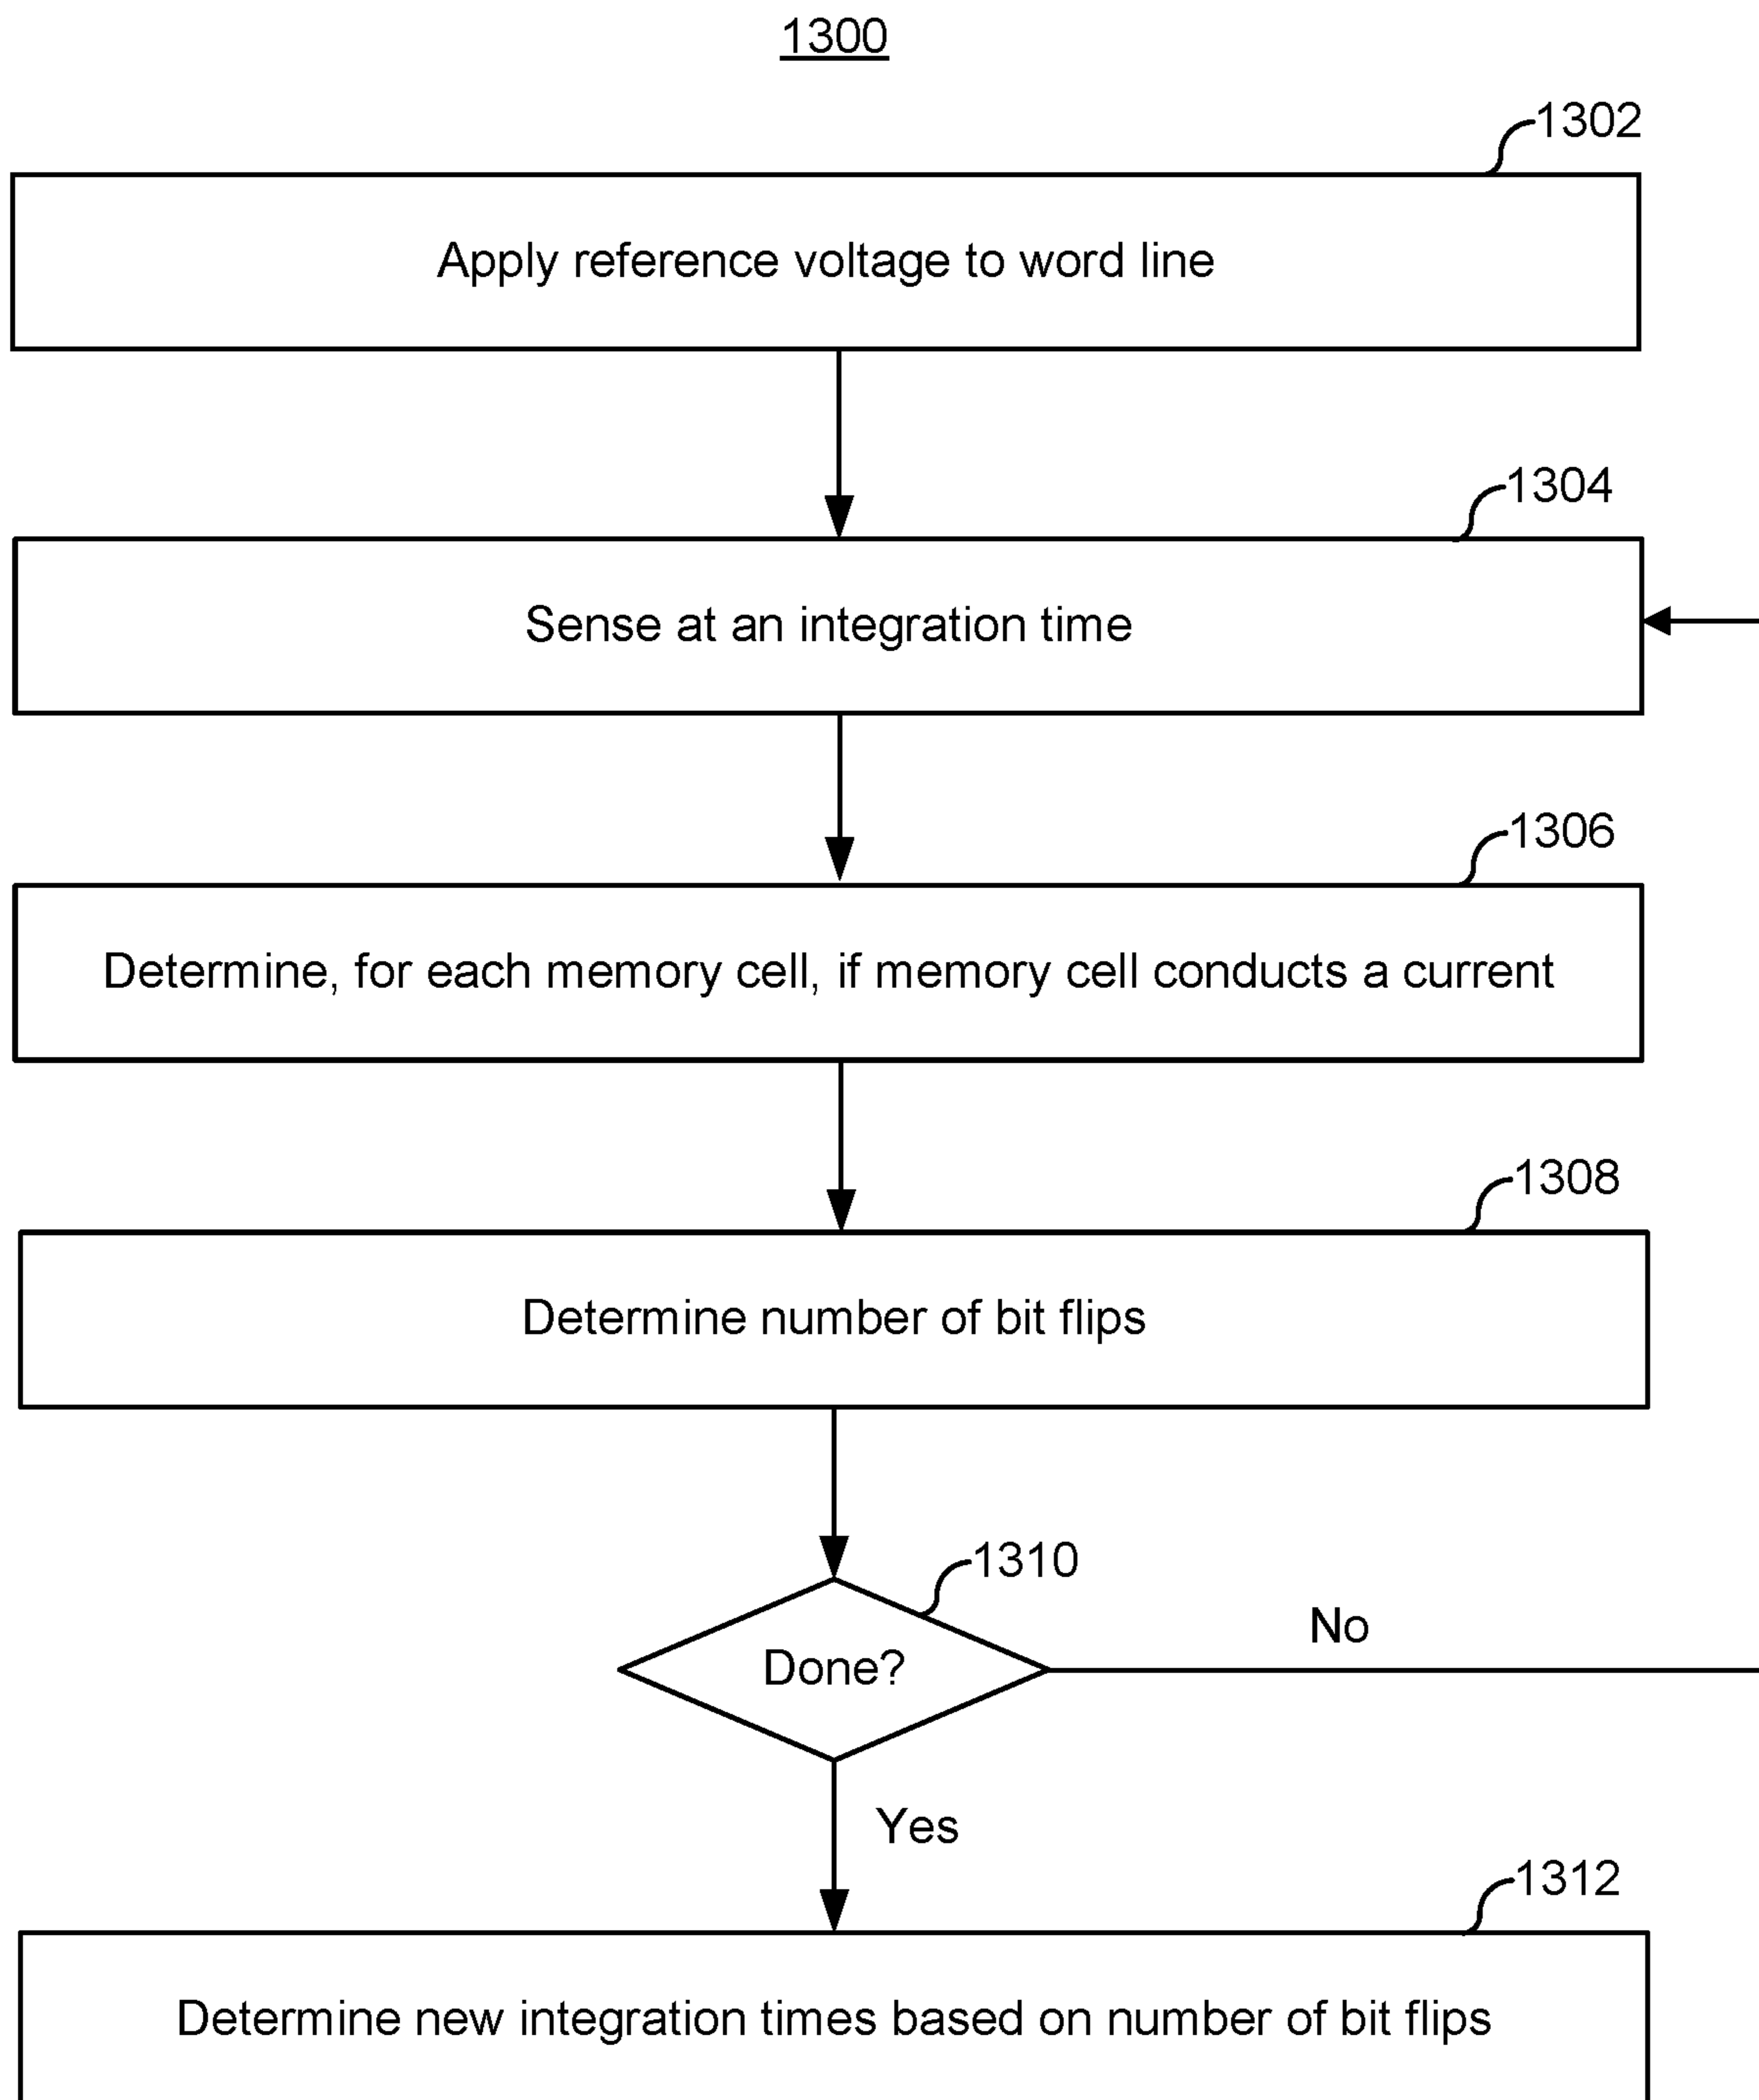 1300
1302
Apply reference voltage to word line
1304
Sense at an integration time
1306
Determine, for each memory cell, if memory cell conducts a current
1308
Determine number of bit flips
1310
Done?
No
Yes
1312
Determine new integration times based on number of bit flips